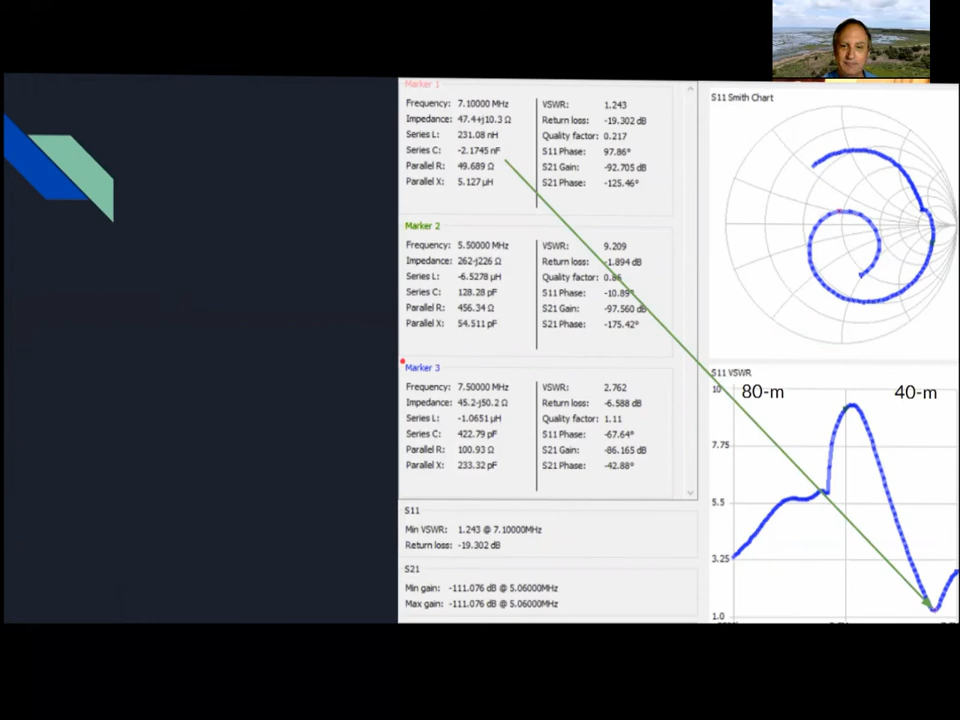 Marker 1
Frequency: 7.10000 MHz VSWR: 1.243
Impedance: 47.4+j10.3 Ω Return loss: -19.302 dB
Series L: 231.08 nH Quality factor: 0.217
Series C: -2.1745 nF S11 Phase: 97.86°
Parallel R: 49.689 Ω S21 Gain: -92.705 dB
Parallel X: 5.127 µH S21 Phase: -125.46°
Marker 2
Frequency: 5.50000 MHz VSWR: 9.209
Impedance: 262-j226 Ω Return loss: -1.894 dB
Series L: -6.5278 µH Quality factor: 0.86
Series C: 128.28 pF S11 Phase: -10.89°
Parallel R: 456.34 Ω S21 Gain: -97.560 dB
Parallel X: 54.511 pF S21 Phase: -175.42°
Marker 3
Frequency: 7.50000 MHz VSWR: 2.762
Impedance: 45.2-j50.2 Ω Return loss: -6.588 dB
Series L: -1.0651 µH Quality factor: 1.11
Series C: 422.79 pF S11 Phase: -67.64°
Parallel R: 100.93 Ω S21 Gain: -86.165 dB
Parallel X: 233.32 pF S21 Phase: -42.88°
S11
Min VSWR: 1.243 @ 7.10000MHz
Return loss: -19.302 dB
S21
Min gain: -111.076 dB @ 5.06000MHz
Max gain: -111.076 dB @ 5.06000MHz
S11 Smith Chart
S11 VSWR
10 80-m 40-m
7.75
5.5
3.25
1.0